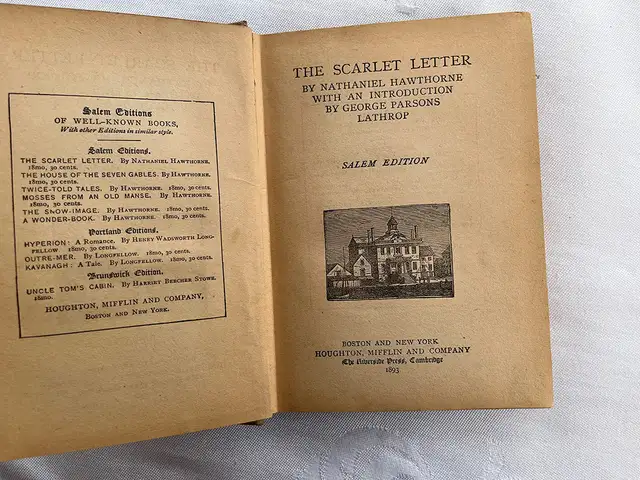 Salem Editions
OF WELL-KNOWN BOOKS,
With other Editions in similar style.
Salem Editions.
THE SCARLET LETTER. By NATHANIEL HAWTHORNE.
18mo, 30 cents.
THE HOUSE OF THE SEVEN GABLES. By HAWTHORNE.
18mo, 30 cents.
TWICE-TOLD TALES. By HAWTHORNE. 18mo, 30 cents.
MOSSES FROM AN OLD MANSE. By HAWTHORNE.
18mo, 30 cents.
THE SNOW-IMAGE. By HAWTHORNE. 18mo, 30 cents.
A WONDER-BOOK. By HAWTHORNE. 18mo, 30 cents.
Portland Editions.
HYPERION: A Romance. By HENRY WADSWORTH LONG-
FELLOW. 18mo, 30 cents.
OUTRE-MER. By LONGFELLOW. 18mo, 30 cents.
KAVANAGH: A Tale. By LONGFELLOW. 18mo, 30 cents.
Brunswick Edition.
UNCLE TOM'S CABIN. By HARRIET BEECHER STOWE.
18mo.
HOUGHTON, MIFFLIN AND COMPANY,
BOSTON AND NEW YORK.
THE SCARLET LETTER
BY NATHANIEL HAWTHORNE
WITH AN INTRODUCTION
BY GEORGE PARSONS
LATHROP
SALEM EDITION
BOSTON AND NEW YORK
HOUGHTON, MIFFLIN AND COMPANY
The Riverside Press, Cambridge
1893